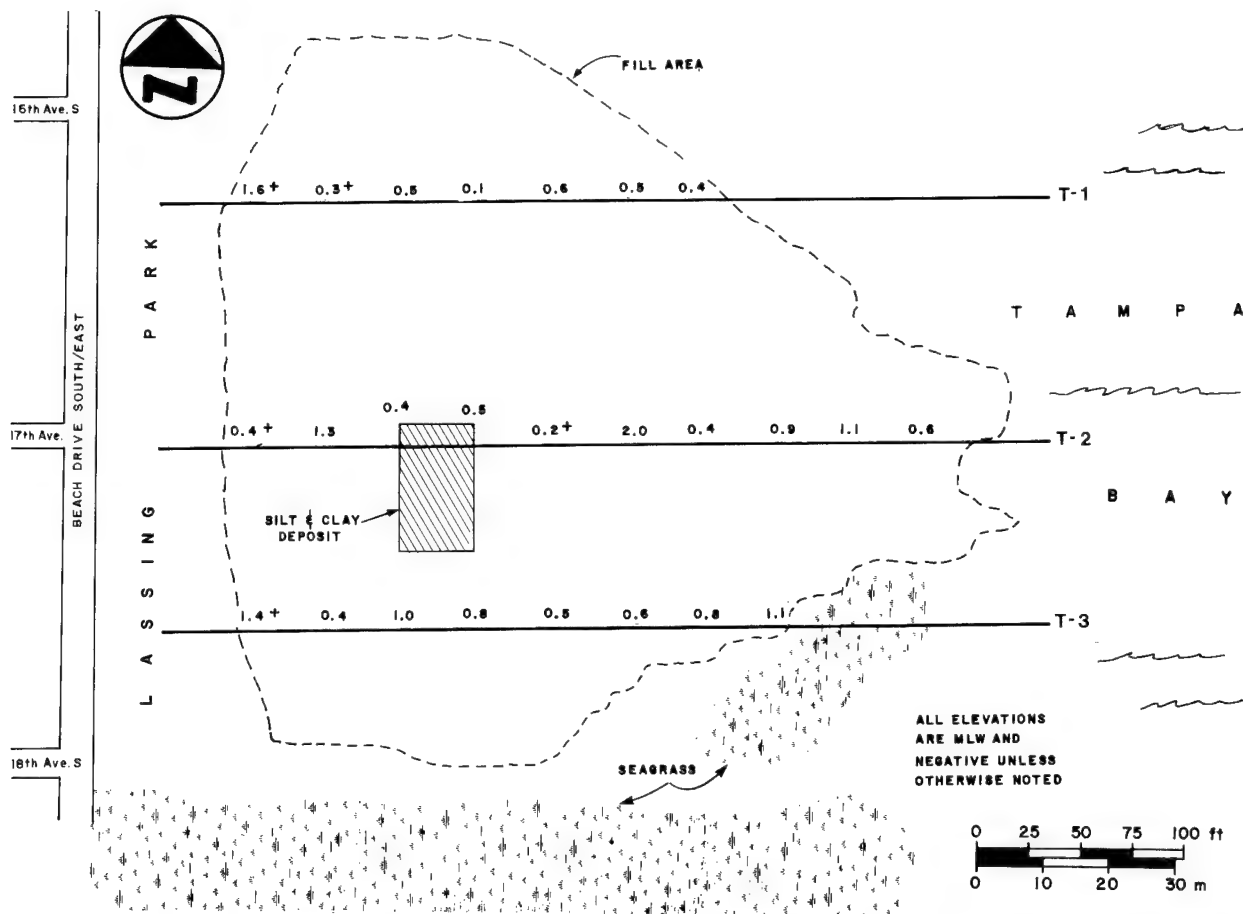 N
FILL AREA
16th Ave. S
1.6+ 0.3+ 0.5 0.1 0.6 0.5 0.4
T-1
PARK
BEACH DRIVE SOUTH/EAST
TAMPA
0.4 0.5
17th Ave.
0.4+ 1.3 0.2+ 2.0 0.4 0.9 1.1 0.6
T-2
BAY
SILT & CLAY
DEPOSIT
LASSING
1.4+ 0.4 1.0 0.8 0.5 0.6 0.8 1.1
T-3
ALL ELEVATIONS
ARE MLW AND
NEGATIVE UNLESS
OTHERWISE NOTED
18th Ave. S
SEAGRASS
0 25 50 75 100 ft
0 10 20 30 m